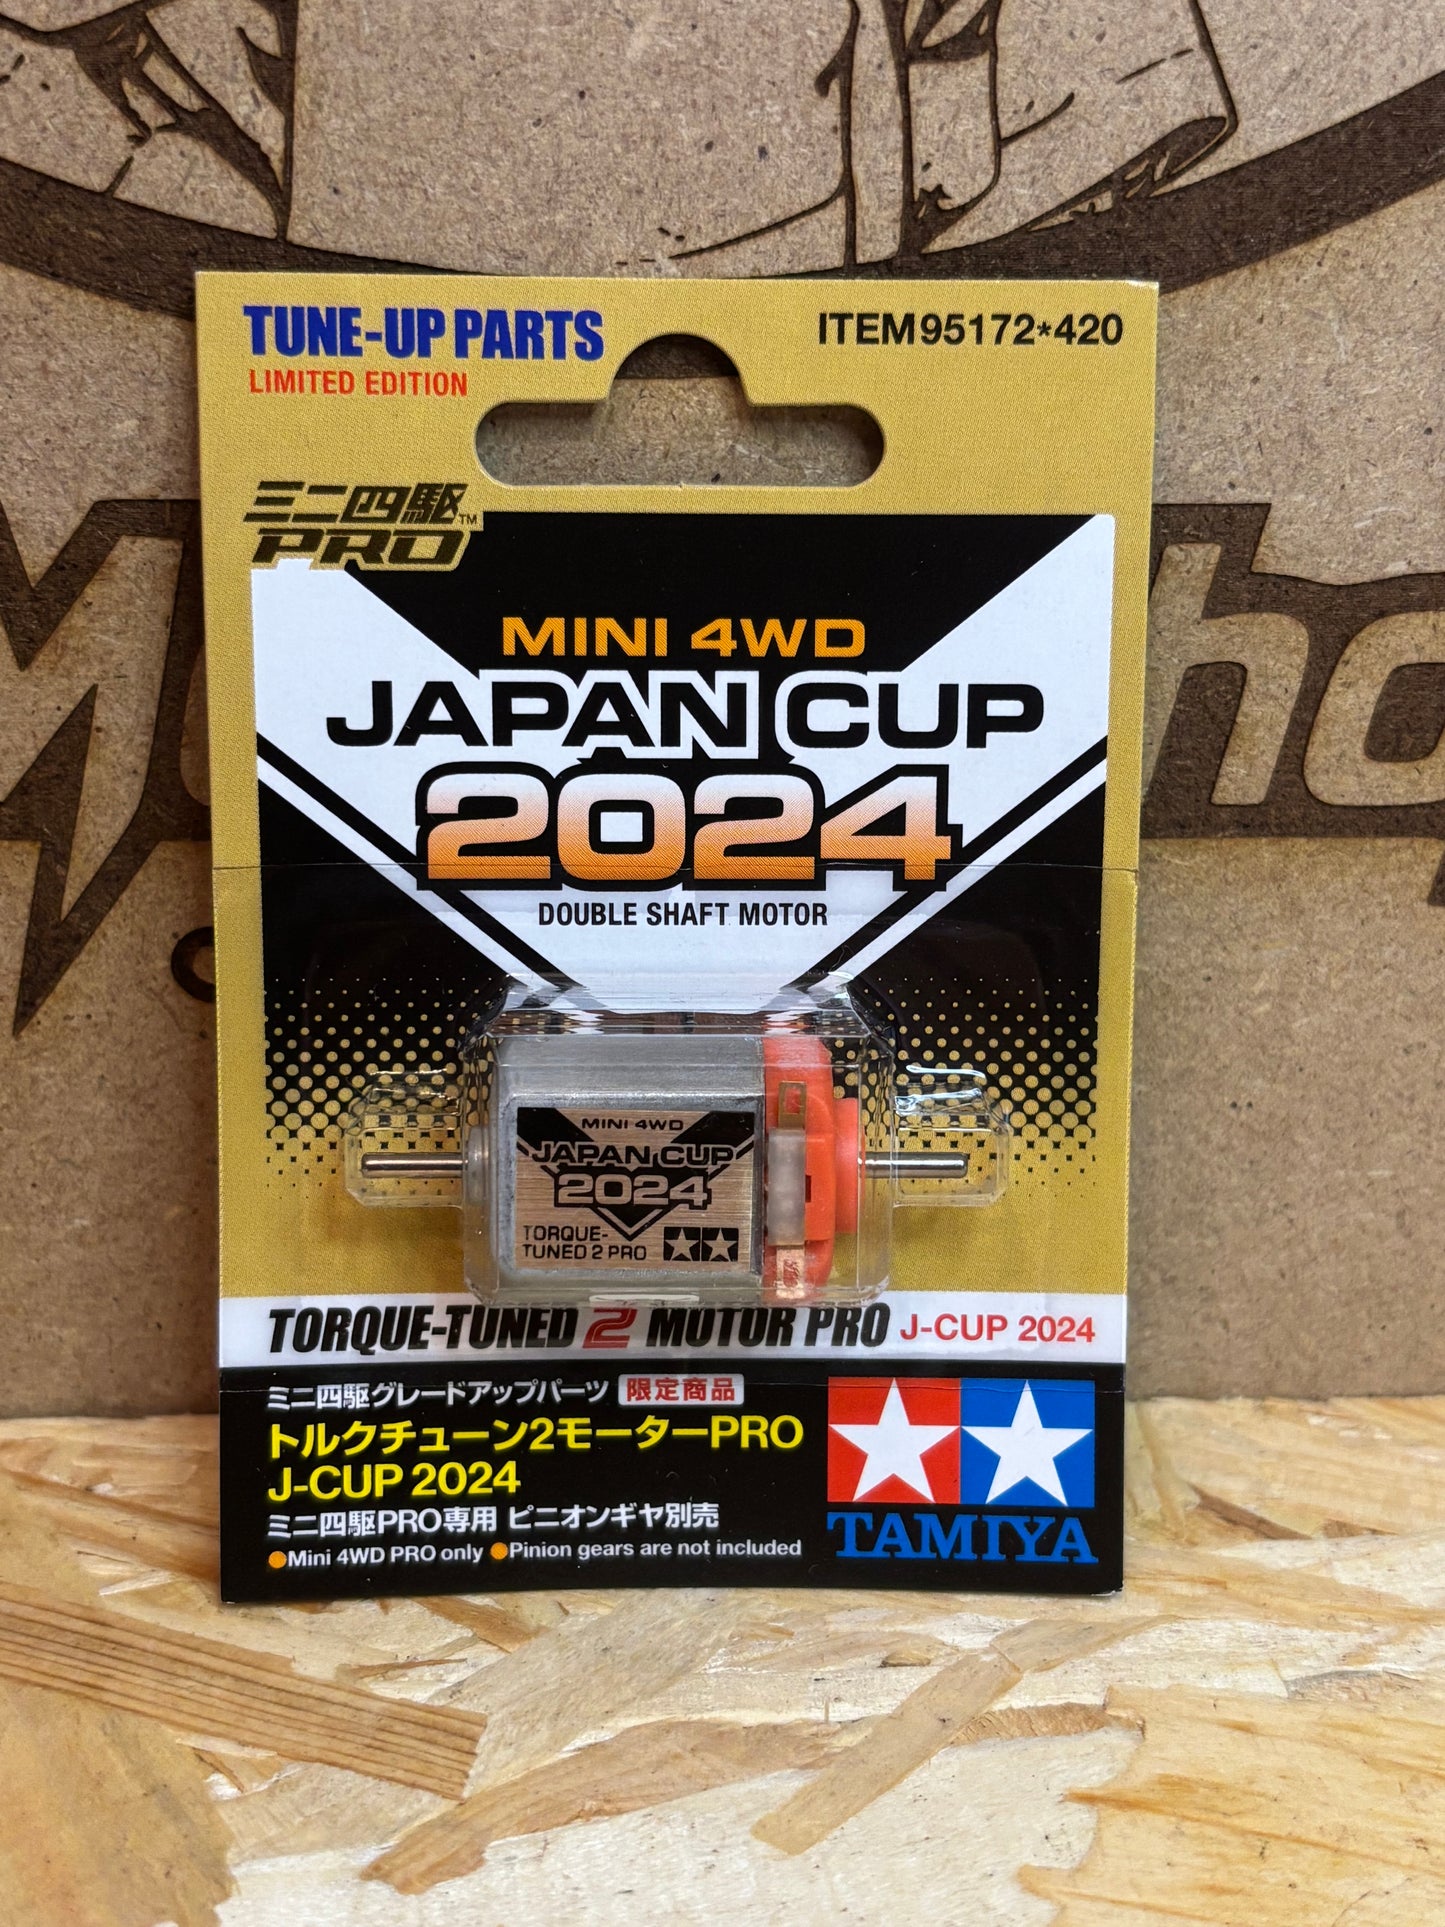 TUNE-UP PARTS
LIMITED EDITION
ITEM 95172*420
ミニ四駆™
PRO
MINI 4WD
JAPAN CUP
2024
DOUBLE SHAFT MOTOR
MINI 4WD
JAPAN CUP
2024
TORQUE-
TUNED 2 PRO
TORQUE-TUNED 2 MOTOR PRO J-CUP 2024
ミニ四駆グレードアップパーツ 限定商品
トルクチューン2モーターPRO
J-CUP 2024
ミニ四駆PRO専用 ピニオンギヤ別売
●Mini 4WD PRO only ●Pinion gears are not included
TAMIYA